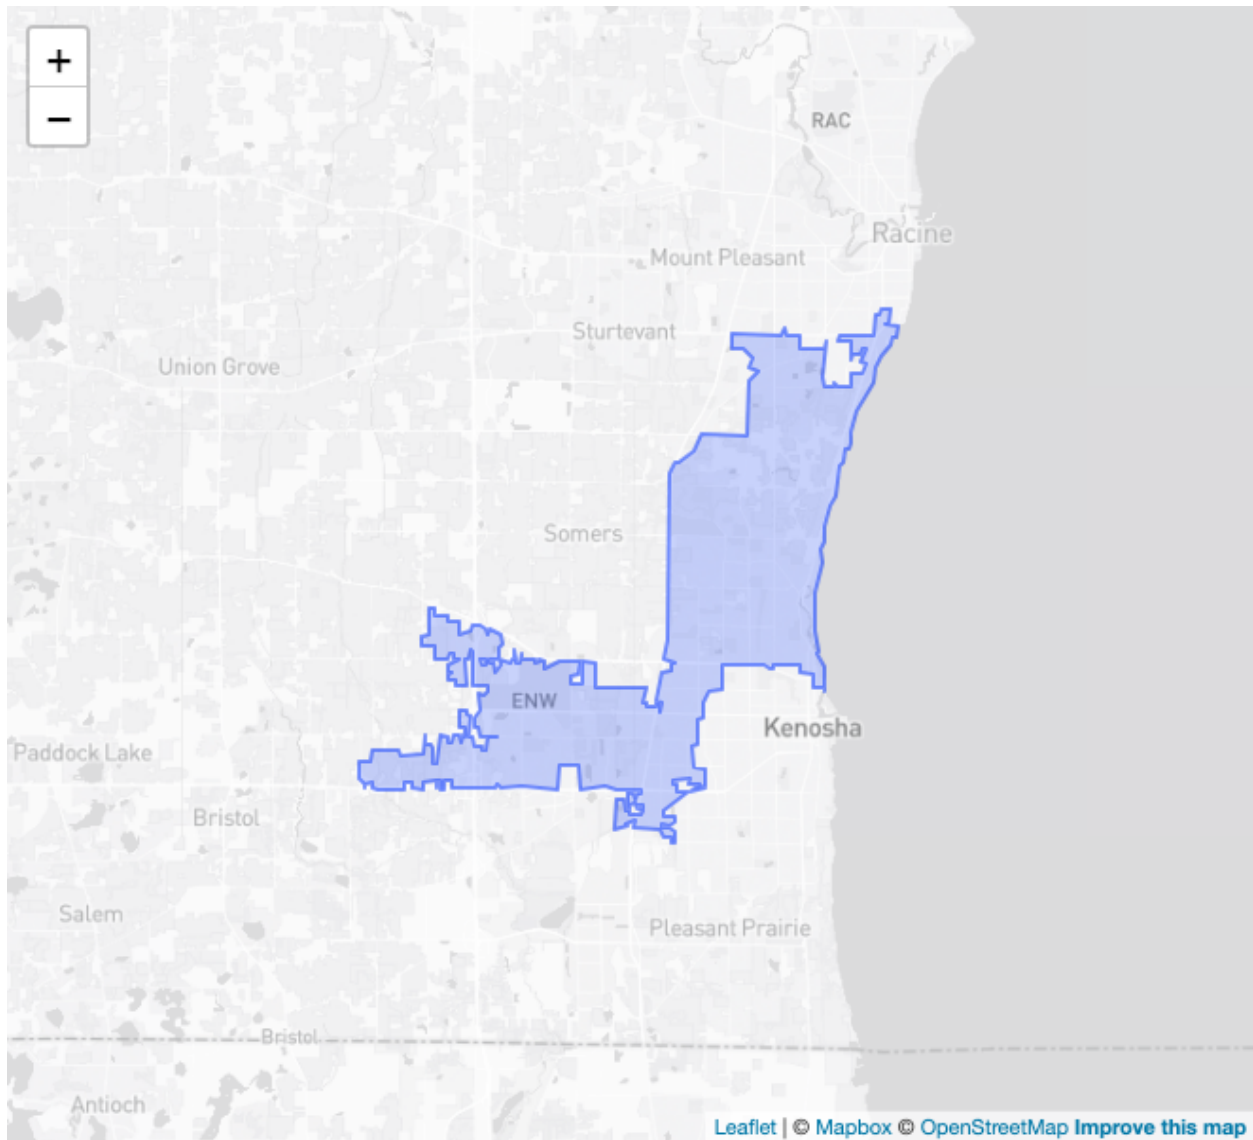 +
−
RAC
Racine
Mount Pleasant
Sturtevant
Union Grove
Somers
ENW
Kenosha
Paddock Lake
Bristol
Salem
Pleasant Prairie
Bristol
Antioch
Leaflet | © Mapbox © OpenStreetMap Improve this map